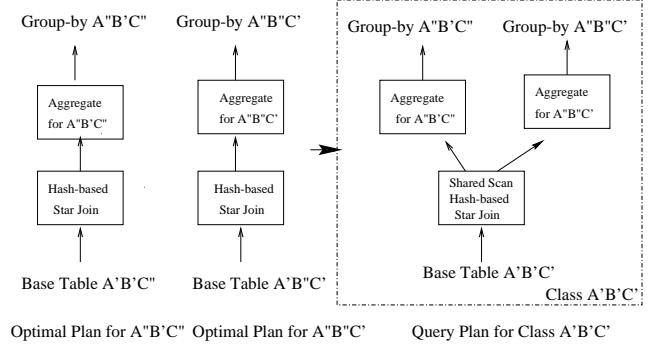 Group-by A"B'C"
Aggregate
for A"B'C"
Hash-based
Star Join
Base Table A'B'C"
Optimal Plan for A"B'C"
Group-by A"B"C'
Aggregate
for A"B"C'
Hash-based
Star Join
Base Table A'B"C'
Optimal Plan for A"B"C'
Group-by A"B'C"
Group-by A"B"C'
Aggregate
for A"B'C"
Aggregate
for A"B"C'
Shared Scan
Hash-based
Star Join
Base Table A'B'C'
Class A'B'C'
Query Plan for Class A'B'C'